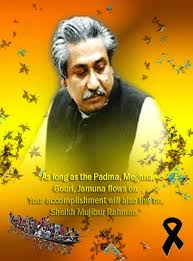 "As long as the Padma, Meghna,
Gouri, Jamuna flows on,
Your accomplishment will also live on,
Sheikh Mujibur Rahman"